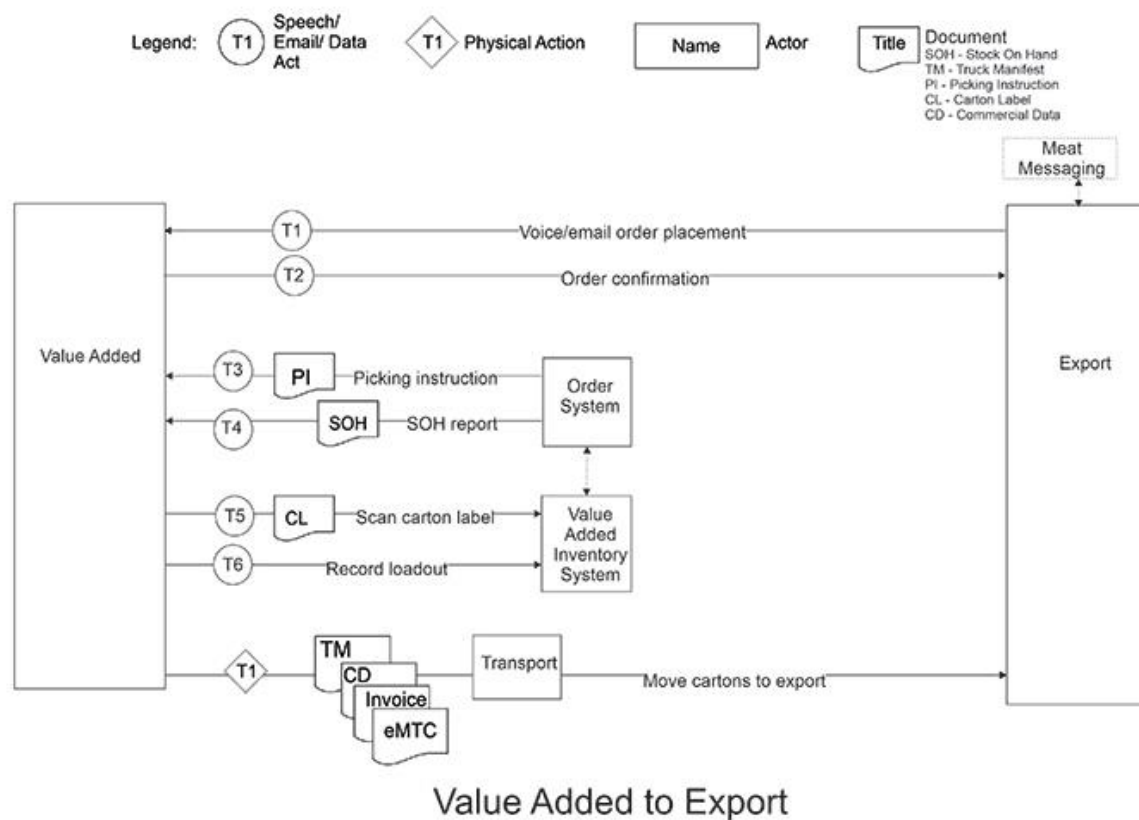 Legend:
T1
Speech/
Email/ Data
Act
T1
Physical Action
Name
Actor
Title
Document
SOH - Stock On Hand
TM - Truck Manifest
PI - Picking Instruction
CL - Carton Label
CD - Commercial Data
Meat
Messaging
T1
Voice/email order placement
T2
Order confirmation
Value Added
Export
T3
PI
Picking instruction
Order
System
T4
SOH
SOH report
T5
CL
Scan carton label
Value
Added
Inventory
System
T6
Record loadout
T1
TM
CD
Invoice
eMTC
Transport
Move cartons to export
Value Added to Export